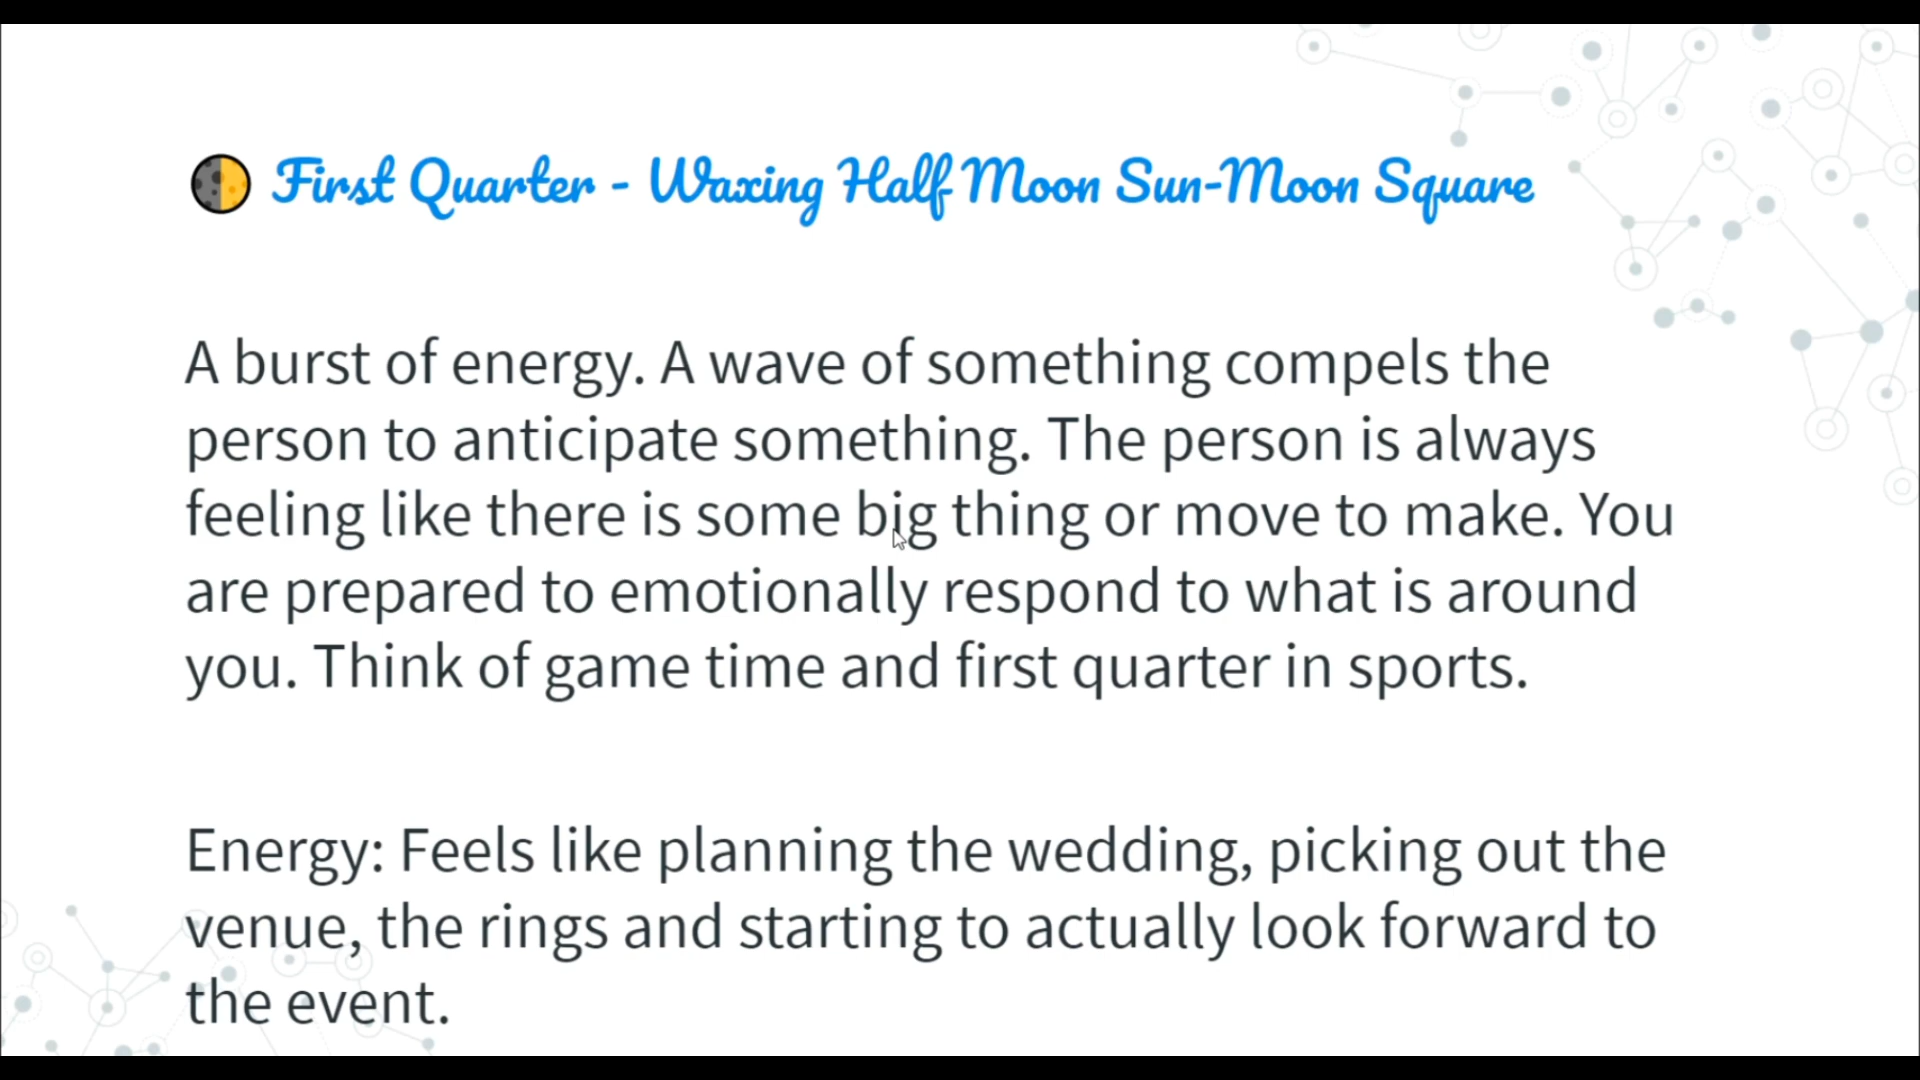 First Quarter - Waxing Half Moon Sun-Moon Square
A burst of energy. A wave of something compels the
person to anticipate something. The person is always
feeling like there is some big thing or move to make. You
are prepared to emotionally respond to what is around
you. Think of game time and first quarter in sports.
Energy: Feels like planning the wedding, picking out the
venue, the rings and starting to actually look forward to
the event.